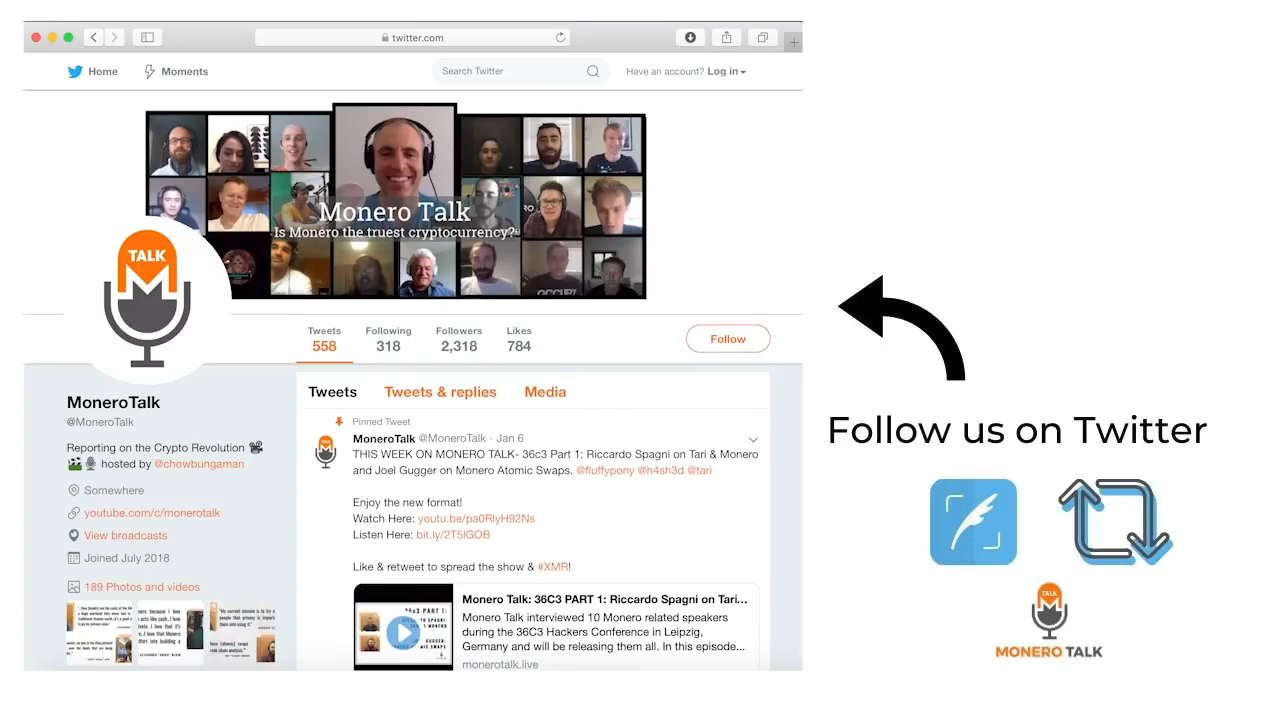 twitter.com
Home
Moments
Search Twitter
Have an account? Log in
Monero Talk
Is Monero the truest cryptocurrency?
TALK
OCCUP
Tweets
558
Following
318
Followers
2,318
Likes
784
Follow
MoneroTalk
@MoneroTalk
Reporting on the Crypto Revolution
hosted by @chowbungaman
Somewhere
youtube.com/c/monerotalk
View broadcasts
Joined July 2018
189 Photos and videos
Tweets
Tweets & replies
Media
Pinned Tweet
MoneroTalk @MoneroTalk · Jan 6
THIS WEEK ON MONERO TALK- 36c3 Part 1: Riccardo Spagni on Tari & Monero
and Joel Gugger on Monero Atomic Swaps. @fluffypony @h4sh3d @tari
Enjoy the new format!
Watch Here: youtu.be/pa0RlyH92Ns
Listen Here: bit.ly/2T5lGOB
Like & retweet to spread the show & #XMR!
Monero Talk: 36C3 PART 1: Riccardo Spagni on Tari...
Monero Talk interviewed 10 Monero related speakers
during the 36C3 Hackers Conference in Leipzig,
Germany and will be releasing them all. In this episode...
monerotalk.live
Follow us on Twitter
TALK
MONERO TALK